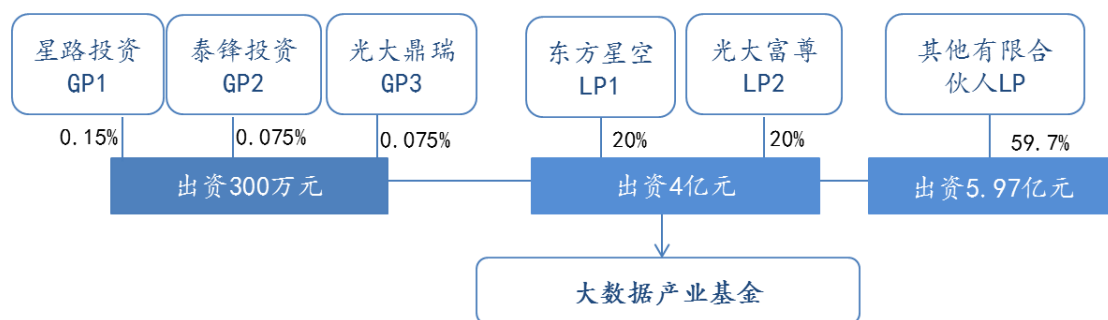 星路投资
GP1
泰锋投资
GP2
光大鼎瑞
GP3
东方星空
LP1
光大富尊
LP2
其他有限合
伙人LP
0.15%
0.075%
0.075%
20%
20%
59.7%
出资300万元
出资4亿元
出资5.97亿元
大数据产业基金